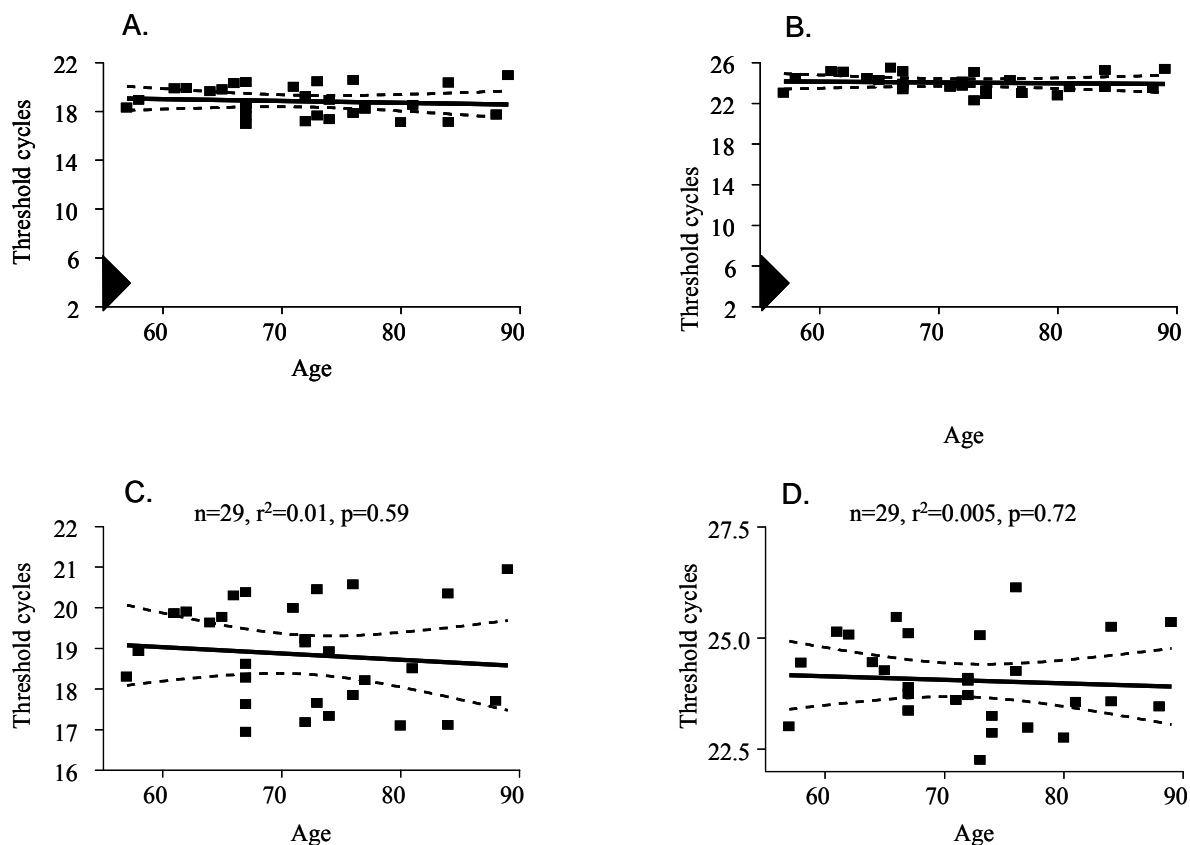 A.
Threshold cycles
22
18
14
10
6
2
60
70
80
90
Age
B.
Threshold cycles
26
22
18
14
10
6
2
60
70
80
90
Age
C.
n=29, r²=0.01, p=0.59
Threshold cycles
22
21
20
19
18
17
16
60
70
80
90
Age
D.
n=29, r²=0.005, p=0.72
Threshold cycles
27.5
25.0
22.5
60
70
80
90
Age